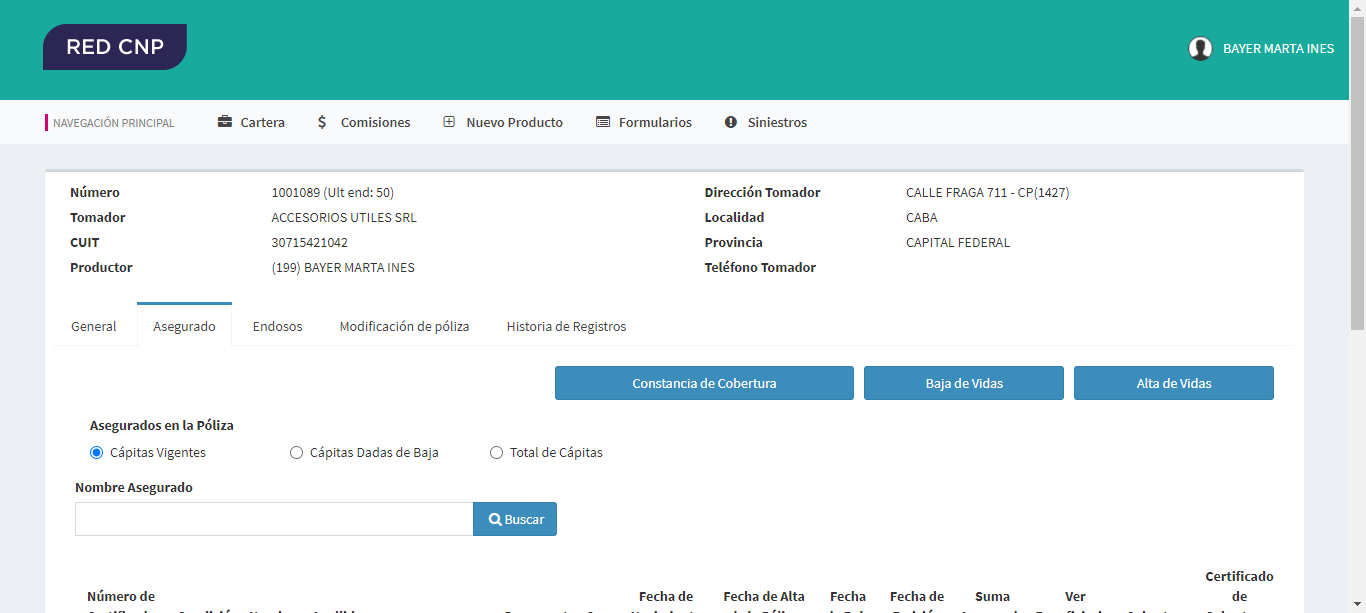 RED CNP
BAYER MARTA INES
NAVEGACIÓN PRINCIPAL Cartera $ Comisiones Nuevo Producto Formularios Siniestros
Número 1001089 (Ult end: 50) Dirección Tomador CALLE FRAGA 711 - CP(1427)
Tomador ACCESORIOS UTILES SRL Localidad CABA
CUIT 30715421042 Provincia CAPITAL FEDERAL
Productor (199) BAYER MARTA INES Teléfono Tomador
General Asegurado Endosos Modificación de póliza Historia de Registros
Constancia de Cobertura Baja de Vidas Alta de Vidas
Asegurados en la Póliza
Cápitas Vigentes Cápitas Dadas de Baja Total de Cápitas
Nombre Asegurado
Buscar
Certificado
Número de Fecha de Fecha de Alta Fecha Fecha de Suma Ver de